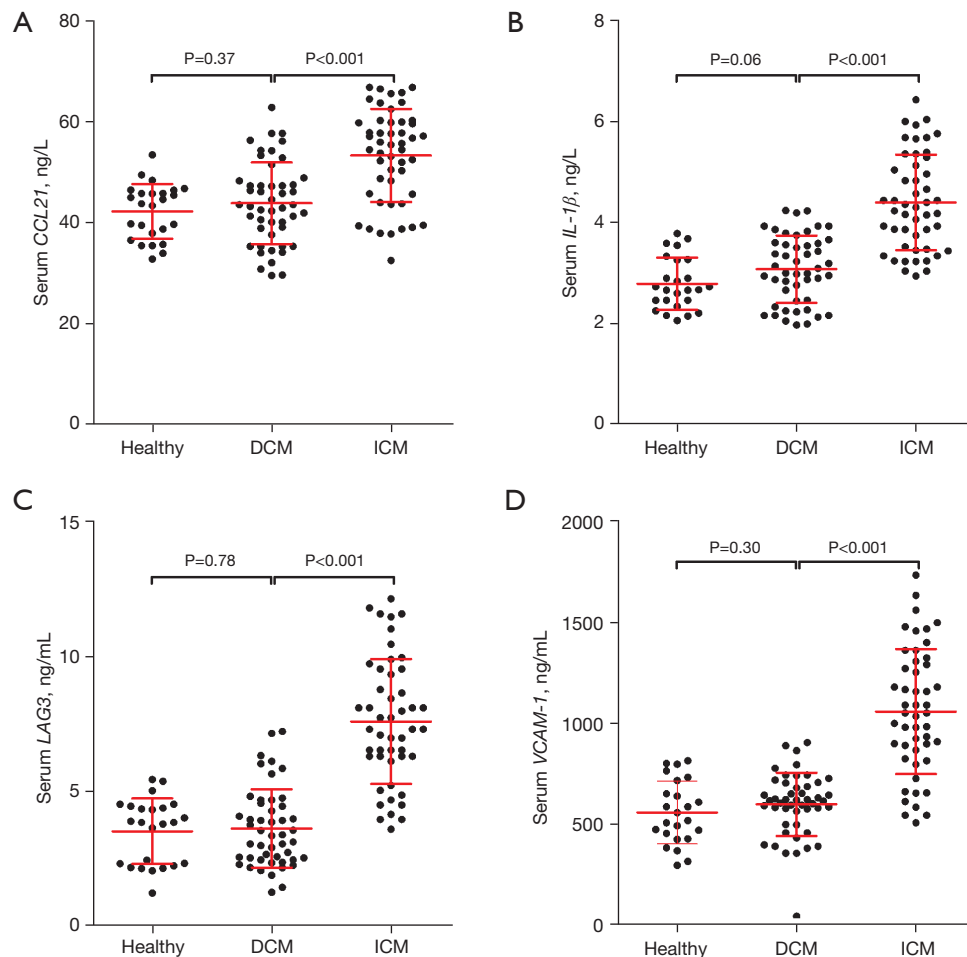 A
Serum CCL21, ng/L
80
60
40
20
0
P=0.37
P<0.001
Healthy
DCM
ICM
B
Serum IL-1β, ng/L
8
6
4
2
0
P=0.06
P<0.001
Healthy
DCM
ICM
C
Serum LAG3, ng/mL
15
10
5
0
P=0.78
P<0.001
Healthy
DCM
ICM
D
Serum VCAM-1, ng/mL
2000
1500
1000
500
0
P=0.30
P<0.001
Healthy
DCM
ICM